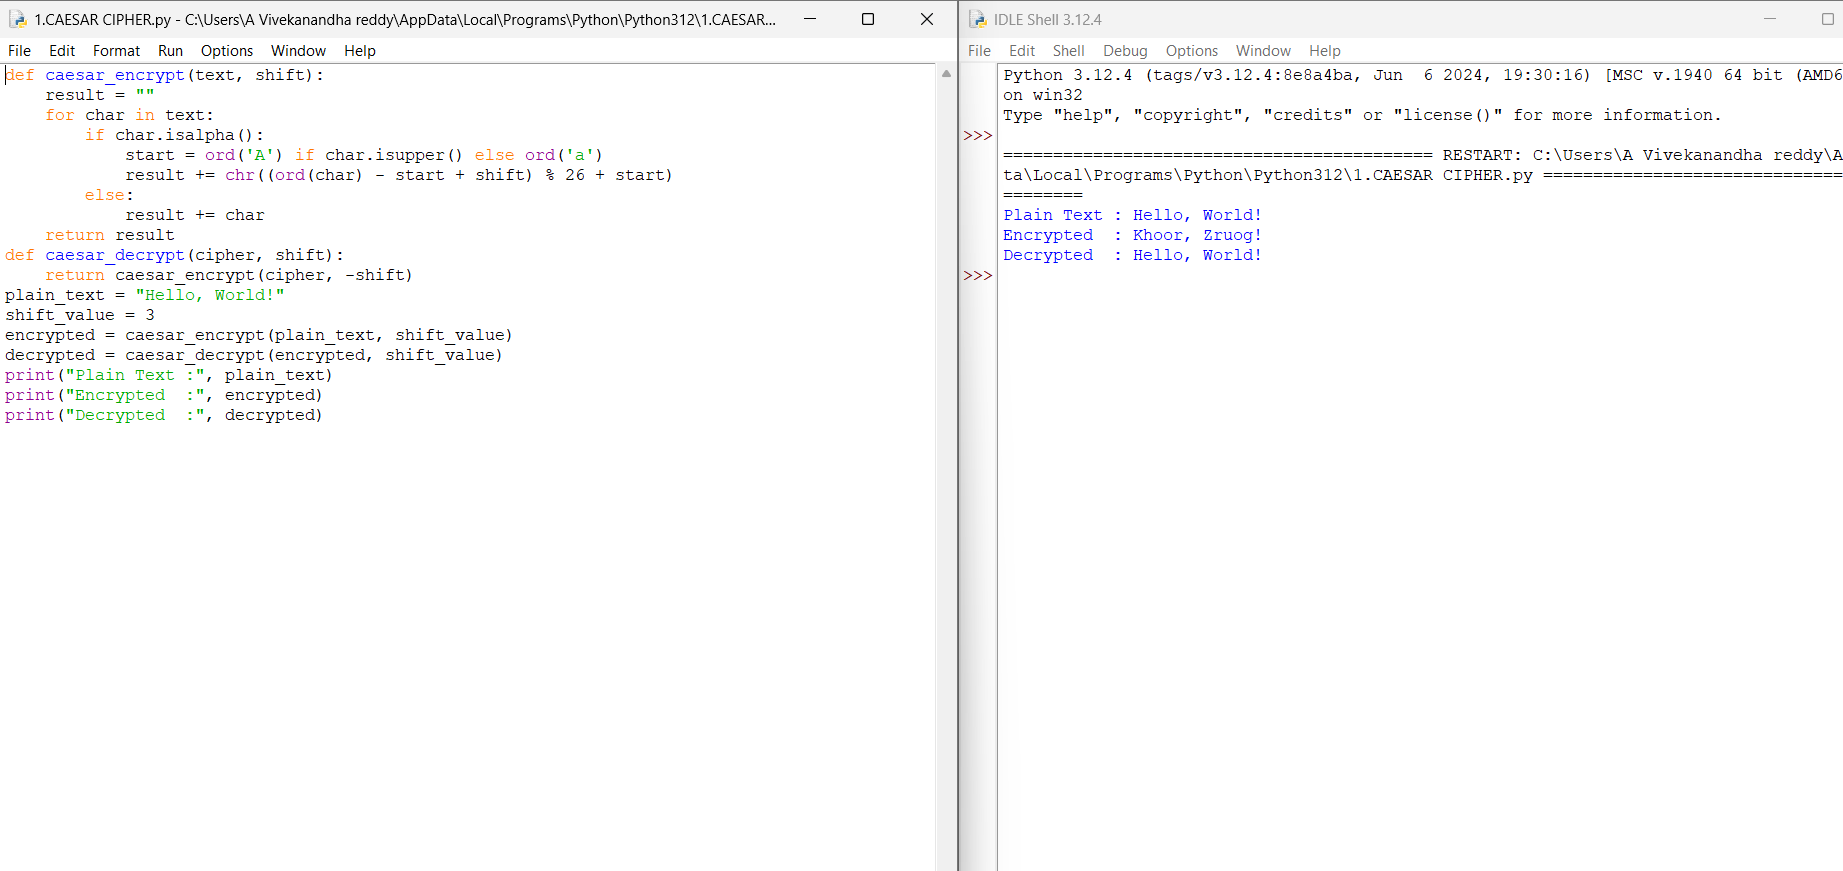 1.CAESAR CIPHER.py - C:\Users\A Vivekanandha reddy\AppData\Local\Programs\Python\Python312\1.CAESAR...
File Edit Format Run Options Window Help
def caesar_encrypt(text, shift):
    result = ""
    for char in text:
        if char.isalpha():
            start = ord('A') if char.isupper() else ord('a')
            result += chr((ord(char) - start + shift) % 26 + start)
        else:
            result += char
    return result
def caesar_decrypt(cipher, shift):
    return caesar_encrypt(cipher, -shift)
plain_text = "Hello, World!"
shift_value = 3
encrypted = caesar_encrypt(plain_text, shift_value)
decrypted = caesar_decrypt(encrypted, shift_value)
print("Plain Text :", plain_text)
print("Encrypted  :", encrypted)
print("Decrypted  :", decrypted)
IDLE Shell 3.12.4
File Edit Shell Debug Options Window Help
Python 3.12.4 (tags/v3.12.4:8e8a4ba, Jun  6 2024, 19:30:16) [MSC v.1940 64 bit (AMD6
on win32
Type "help", "copyright", "credits" or "license()" for more information.
>>>
=========================================== RESTART: C:\Users\A Vivekanandha reddy\A
ta\Local\Programs\Python\Python312\1.CAESAR CIPHER.py ==============================
========
Plain Text : Hello, World!
Encrypted  : Khoor, Zruog!
Decrypted  : Hello, World!
>>>